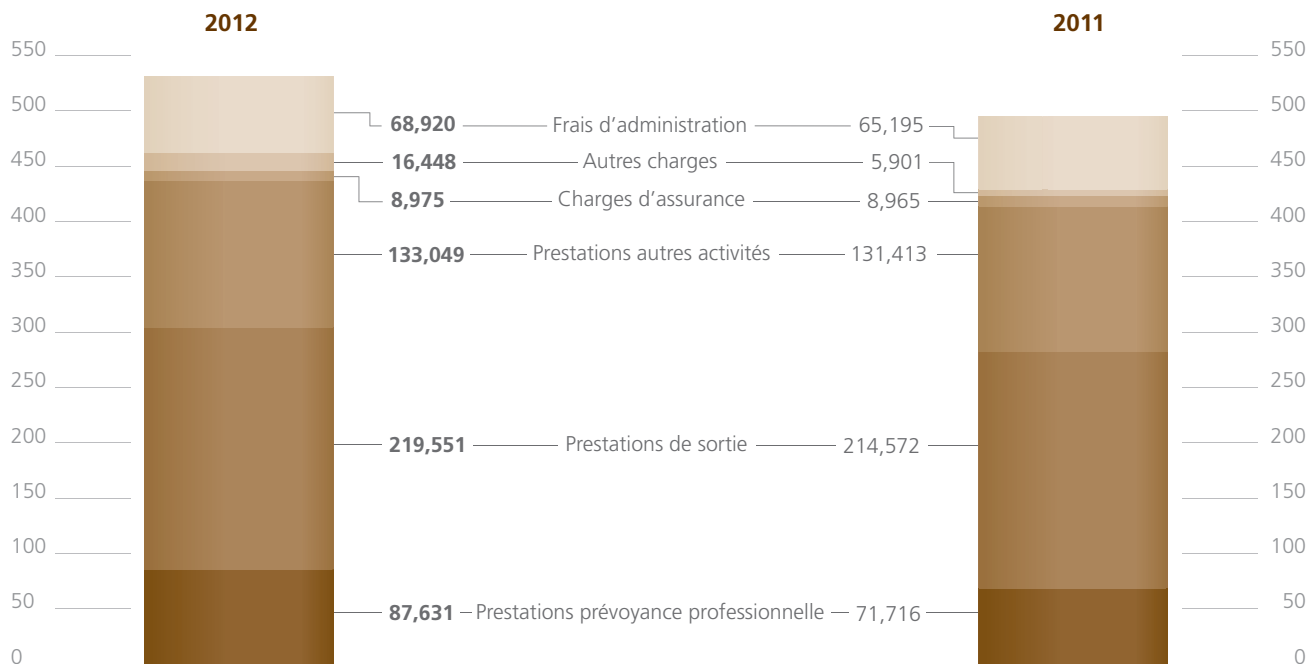 2012 2011
550 550
500 500
68,920 Frais d'administration 65,195
450 450
16,448 Autres charges 5,901
8,975 Charges d'assurance 8,965
400 400
133,049 Prestations autres activités 131,413
350 350
300 300
250 250
200 200
219,551 Prestations de sortie 214,572
150 150
100 100
50 50
87,631 Prestations prévoyance professionnelle 71,716
0 0